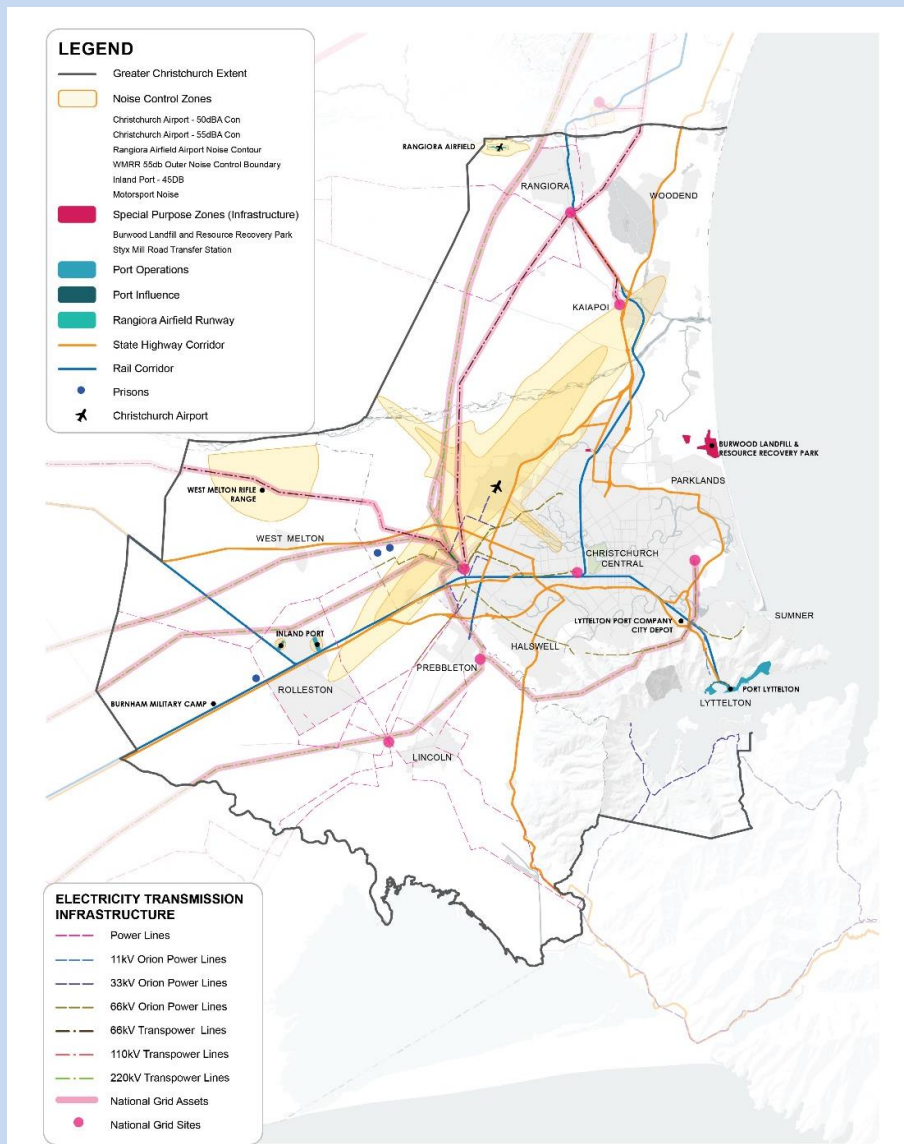 LEGEND
Greater Christchurch Extent
Noise Control Zones
Christchurch Airport - 50dBA Con
Christchurch Airport - 55dBA Con
Rangiora Airfield Airport Noise Contour
WMRR 55db Outer Noise Control Boundary
Inland Port - 45DB
Motorsport Noise
Special Purpose Zones (Infrastructure)
Burwood Landfill and Resource Recovery Park
Styx Mill Road Transfer Station
Port Operations
Port Influence
Rangiora Airfield Runway
State Highway Corridor
Rail Corridor
Prisons
Christchurch Airport
RANGIORA AIRFIELD
RANGIORA
WOODEND
KAIAPOI
BURWOOD LANDFILL &
RESOURCE RECOVERY PARK
PARKLANDS
WEST MELTON RIFLE
RANGE
WEST MELTON
CHRISTCHURCH
CENTRAL
SUMNER
LYTTELTON PORT COMPANY
CITY DEPOT
INLAND PORT
HALSWELL
PREBBLETON
ROLLESTON
PORT LYTTELTON
LYTTELTON
BURNHAM MILITARY CAMP
LINCOLN
ELECTRICITY TRANSMISSION
INFRASTRUCTURE
Power Lines
11kV Orion Power Lines
33kV Orion Power Lines
66kV Orion Power Lines
66kV Transpower Lines
110kV Transpower Lines
220kV Transpower Lines
National Grid Assets
National Grid Sites